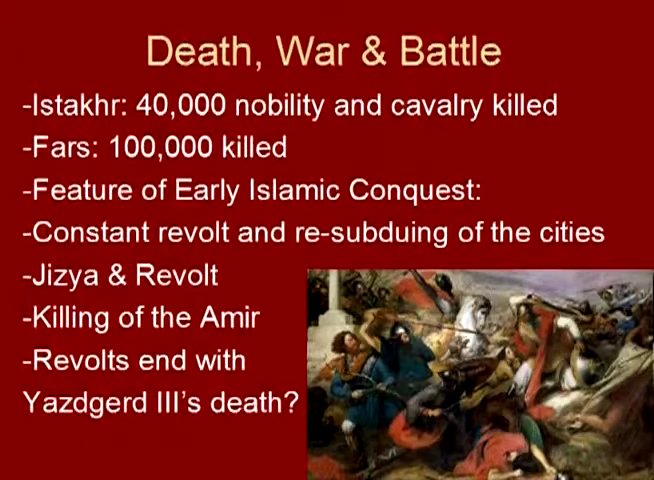 Death, War & Battle
-Istakhr: 40,000 nobility and cavalry killed
-Fars: 100,000 killed
-Feature of Early Islamic Conquest:
-Constant revolt and re-subduing of the cities
-Jizya & Revolt
-Killing of the Amir
-Revolts end with
Yazdgerd III’s death?